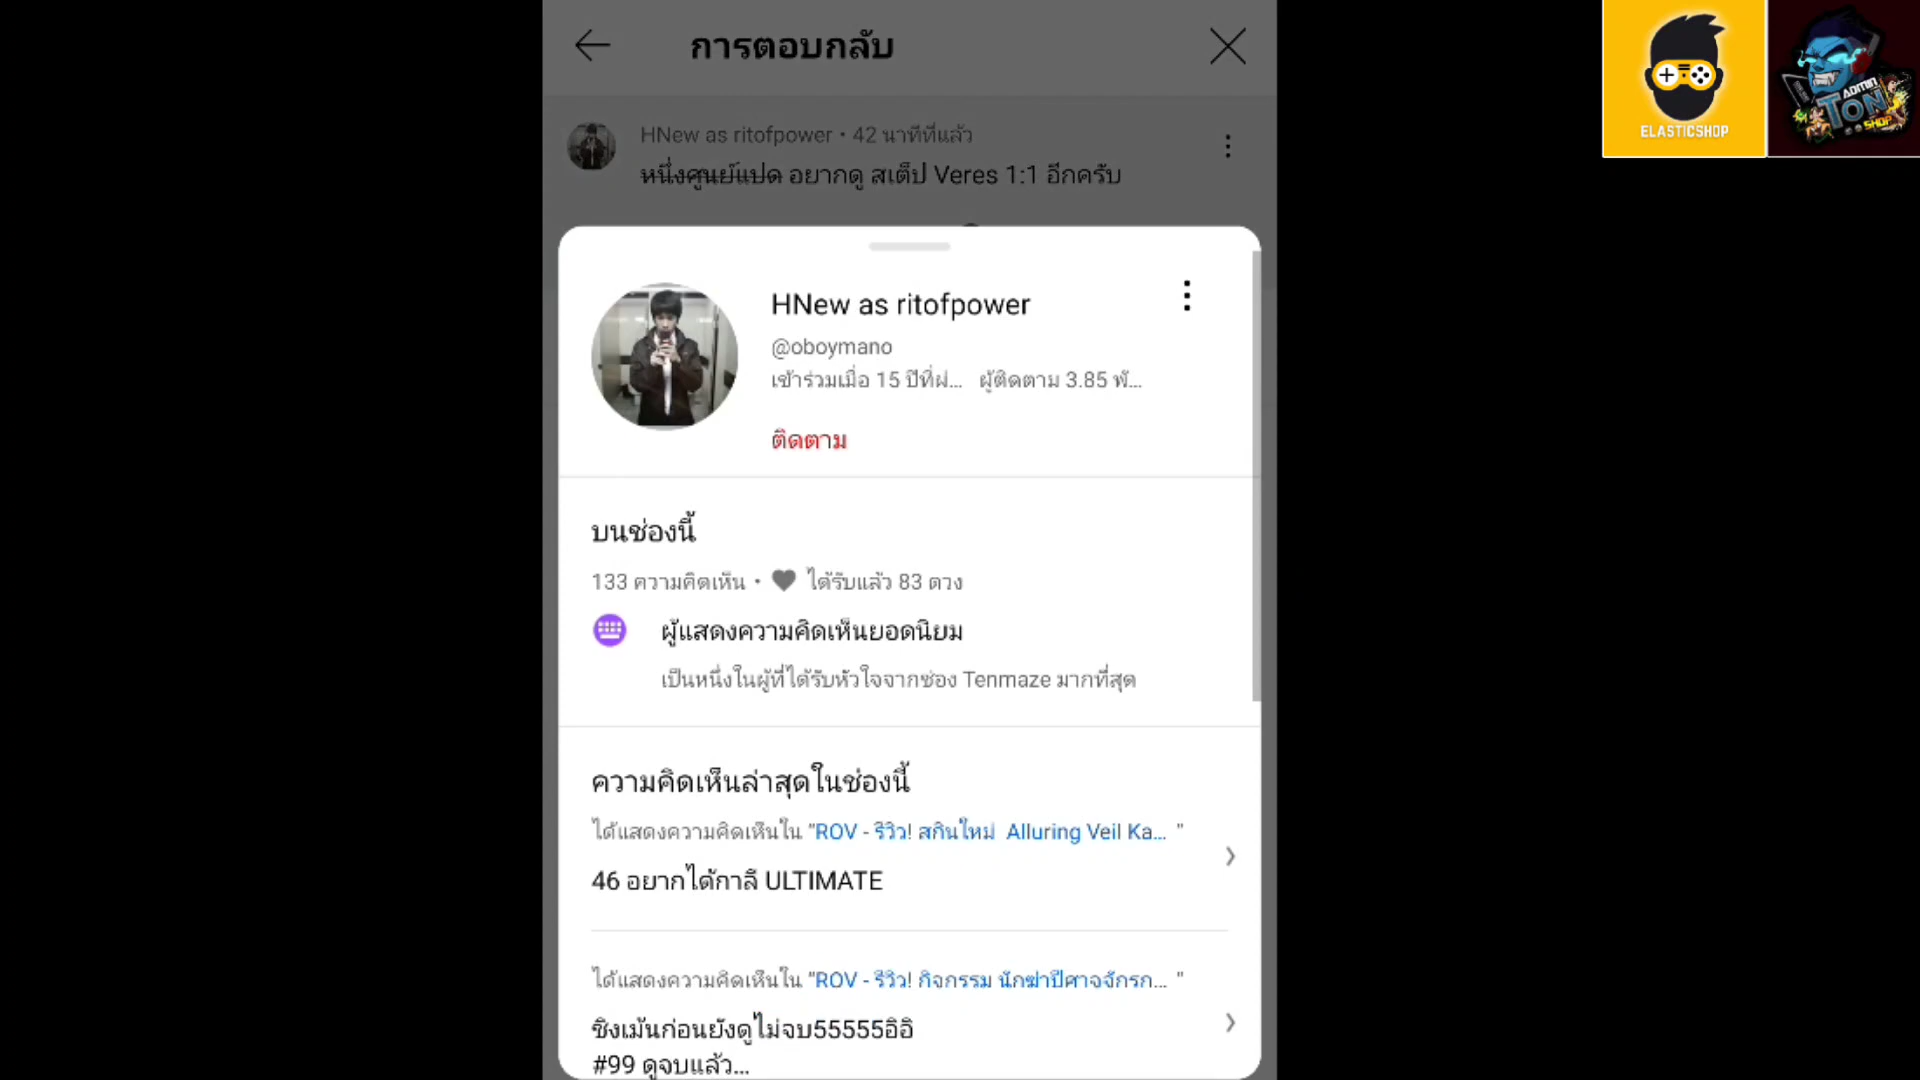 การตอบกลับ
HNew as ritofpower • 42 นาทีที่แล้ว
หนึ่งศูนย์แปด อยากดู สเต็ป Veres 1:1 อีกครับ
HNew as ritofpower
@oboymano
เข้าร่วมเมื่อ 15 ปีที่ผ่... ผู้ติดตาม 3.85 พั...
ติดตาม
บนช่องนี้
133 ความคิดเห็น • ได้รับแล้ว 83 ดวง
ผู้แสดงความคิดเห็นยอดนิยม
เป็นหนึ่งในผู้ที่ได้รับหัวใจจากช่อง Tenmaze มากที่สุด
ความคิดเห็นล่าสุดในช่องนี้
ได้แสดงความคิดเห็นใน "ROV - รีวิว! สกินใหม่ Alluring Veil Ka... "
46 อยากได้กาลี ULTIMATE
ได้แสดงความคิดเห็นใน "ROV - รีวิว! กิจกรรม นักฆ่าปีศาจจักรก... "
ชิงเม้นก่อนยังดูไม่จบ55555อิอิ
#99 ดูจบแล้ว...
ELASTICSHOP
ADMIN
TON
SHOP